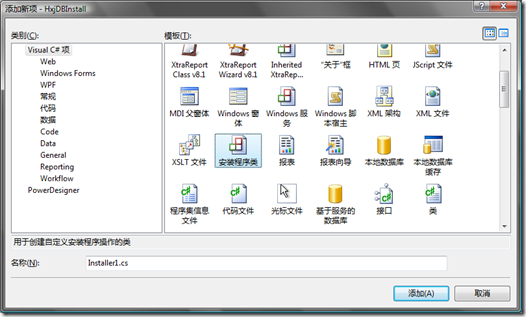 添加新项 - HxjDBInstall
类别(C):
模板(T):
Visual C# 项
Web
Windows Forms
WPF
常规
代码
数据
Code
Data
General
Reporting
Workflow
PowerDesigner
XtraReport Class v8.1
XtraReport Wizard v8.1
Inherited XtraRep...
“关于”框
HTML 页
JScript 文件
MDI 父窗体
Windows 窗体
Windows 服务
Windows 脚本宿主
XML 架构
XML 文件
XSLT 文件
安装程序类
报表
报表向导
本地数据库
本地数据库缓存
程序集信息文件
代码文件
光标文件
基于服务的数据库
接口
类
用于创建自定义安装程序操作的类
名称(N):
Installer1.cs
添加(A)
取消